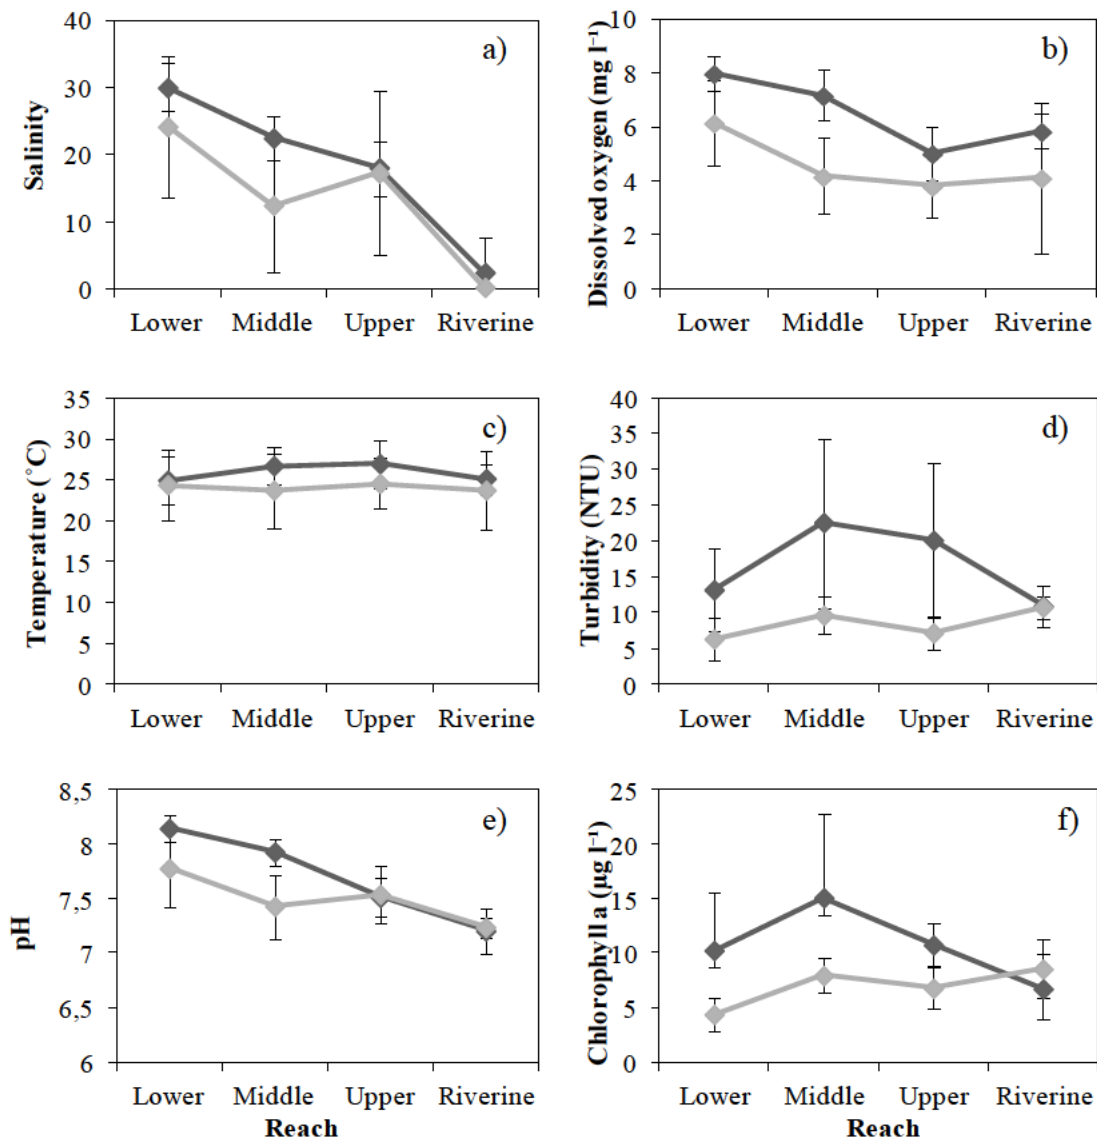 a)
Salinity
40
30
20
10
0
Lower Middle Upper Riverine
b)
Dissolved oxygen (mg l⁻¹)
10
8
6
4
2
0
Lower Middle Upper Riverine
c)
Temperature (˚C)
35
30
25
20
15
10
5
0
Lower Middle Upper Riverine
d)
Turbidity (NTU)
40
35
30
25
20
15
10
5
0
Lower Middle Upper Riverine
e)
pH
8,5
8
7,5
7
6,5
6
Lower Middle Upper Riverine
Reach
f)
Chlorophyll a (µg l⁻¹)
25
20
15
10
5
0
Lower Middle Upper Riverine
Reach